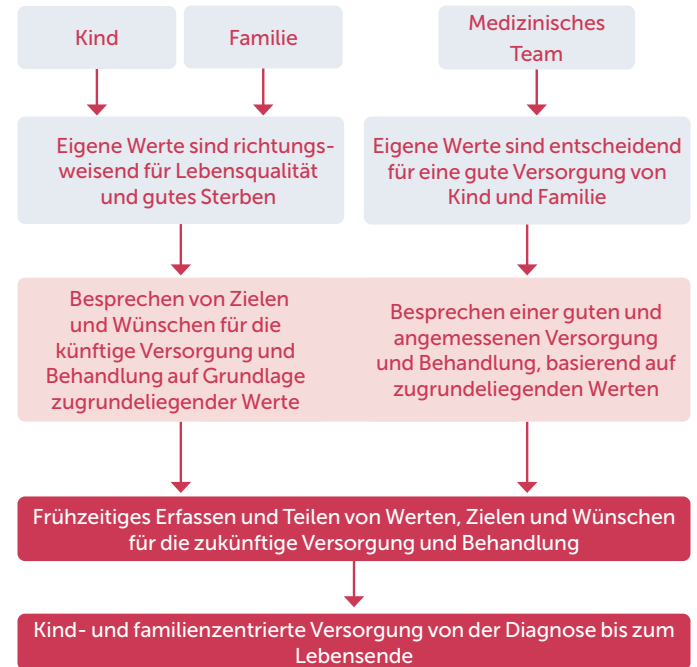 Kind
Familie
Medizinisches
Team
Eigene Werte sind richtungs-
weisend für Lebensqualität
und gutes Sterben
Eigene Werte sind entscheidend
für eine gute Versorgung von
Kind und Familie
Besprechen von Zielen
und Wünschen für die
künftige Versorgung und
Behandlung auf Grundlage
zugrundeliegender Werte
Besprechen einer guten und
angemessenen Versorgung
und Behandlung, basierend auf
zugrundeliegenden Werten
Frühzeitiges Erfassen und Teilen von Werten, Zielen und Wünschen
für die zukünftige Versorgung und Behandlung
Kind- und familienzentrierte Versorgung von der Diagnose bis zum
Lebensende